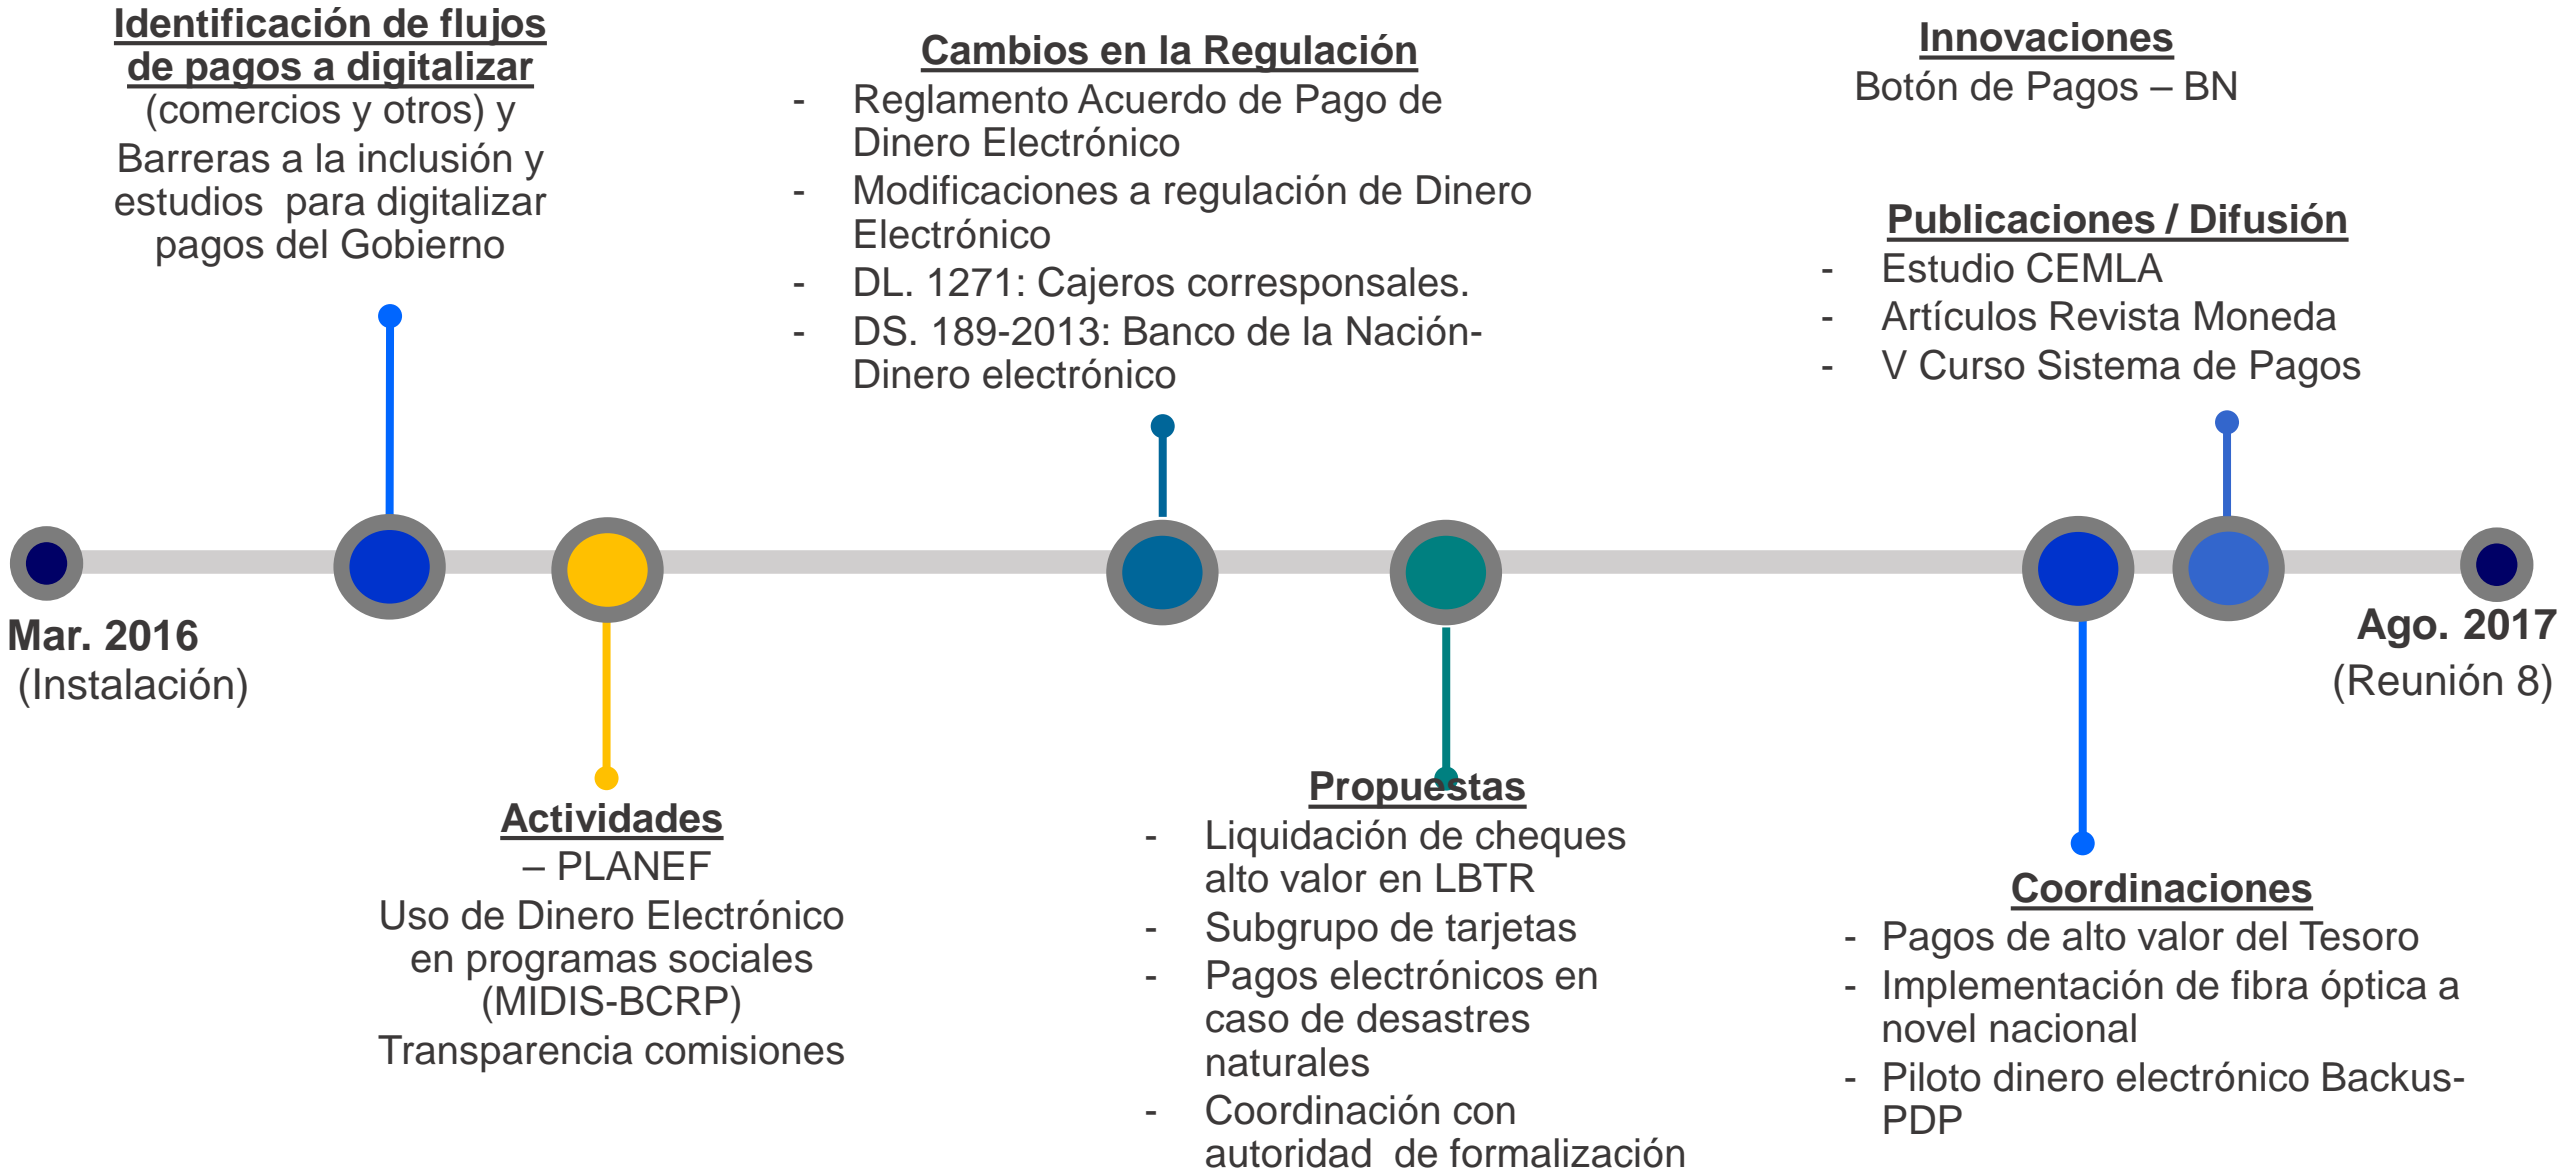 Identificación de flujos
de pagos a digitalizar
(comercios y otros) y
Barreras a la inclusión y
estudios para digitalizar
pagos del Gobierno
Cambios en la Regulación
- Reglamento Acuerdo de Pago de
Dinero Electrónico
- Modificaciones a regulación de Dinero
Electrónico
- DL. 1271: Cajeros corresponsales.
- DS. 189-2013: Banco de la Nación-
Dinero electrónico
Innovaciones
Botón de Pagos – BN
Publicaciones / Difusión
- Estudio CEMLA
- Artículos Revista Moneda
- V Curso Sistema de Pagos
Mar. 2016
(Instalación)
Ago. 2017
(Reunión 8)
Actividades
– PLANEF
Uso de Dinero Electrónico
en programas sociales
(MIDIS-BCRP)
Transparencia comisiones
Propuestas
- Liquidación de cheques
alto valor en LBTR
- Subgrupo de tarjetas
- Pagos electrónicos en
caso de desastres
naturales
- Coordinación con
autoridad de formalización
Coordinaciones
- Pagos de alto valor del Tesoro
- Implementación de fibra óptica a
novel nacional
- Piloto dinero electrónico Backus-
PDP